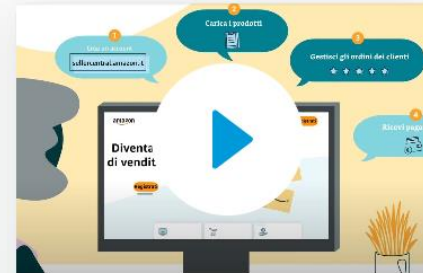 1
Crea un account
sellercentral.amazon.it
2
Carica i prodotti
3
Gestisci gli ordini dei clienti
4
Ricevi
amazon
Diventa
di vendit
Registrati